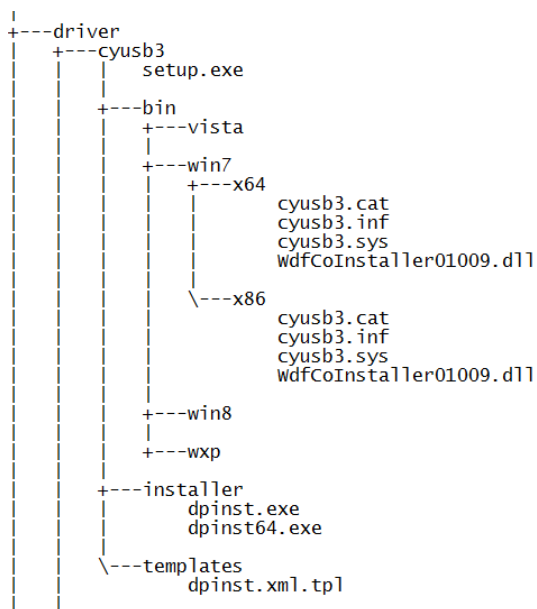 +---driver
|   +---cyusb3
|   |   |   setup.exe
|   |   |
|   |   +---bin
|   |   |   +---vista
|   |   |   |
|   |   |   +---win7
|   |   |   |   +---x64
|   |   |   |   |       cyusb3.cat
|   |   |   |   |       cyusb3.inf
|   |   |   |   |       cyusb3.sys
|   |   |   |   |       WdfCoInstaller01009.dll
|   |   |   |   |
|   |   |   |   \---x86
|   |   |   |           cyusb3.cat
|   |   |   |           cyusb3.inf
|   |   |   |           cyusb3.sys
|   |   |   |           WdfCoInstaller01009.dll
|   |   |   |
|   |   |   +---win8
|   |   |   |
|   |   |   +---wxp
|   |   |
|   |   +---installer
|   |   |       dpinst.exe
|   |   |       dpinst64.exe
|   |   |
|   |   \---templates
|   |           dpinst.xml.tpl
|   |